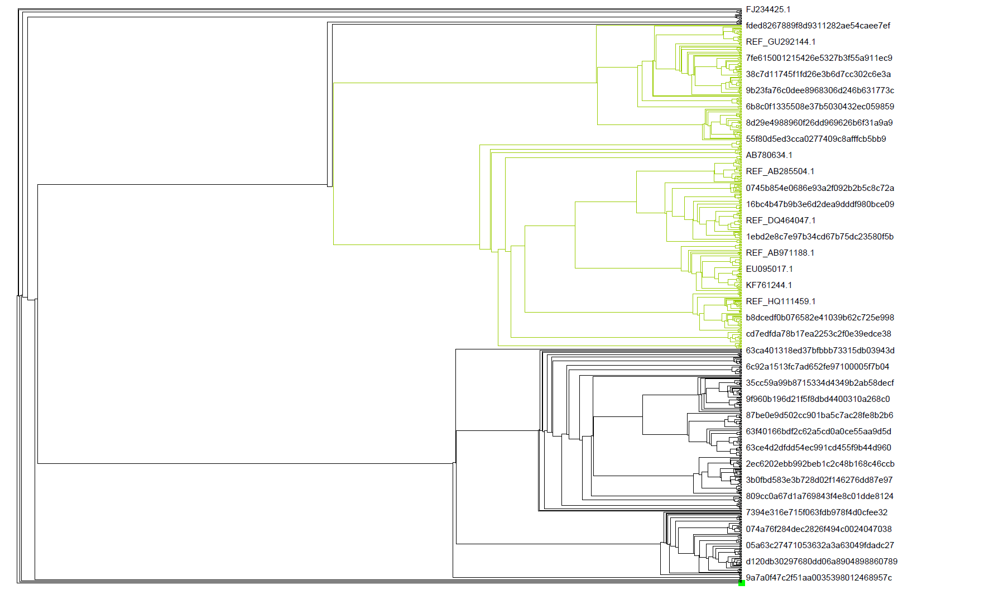 FJ234425.1
fded8267889f8d9311282ae54caee7ef
REF_GU292144.1
7fe615001215426e5327b3f55a911ec9
38c7d11745f1fd26e3b6d7cc302c6e3a
9b23fa76c0dee8968306d246b631773c
6b8c0f1335508e37b5030432ec059859
8d29e4988960f26dd969626b6f31a9a9
55f80d5ed3cca0277409c8afffcb5bb9
AB780634.1
REF_AB285504.1
0745b854e0686e93a2f092b2b5c8c72a
16bc4b47b9b3e6d2dea9dddf980bce09
REF_DQ464047.1
1ebd2e8c7e97b34cd67b75dc23580f5b
REF_AB971188.1
EU095017.1
KF761244.1
REF_HQ111459.1
b8dcedf0b076582e41039b62c725e998
cd7edfda78b17ea2253c2f0e39edce38
63ca401318ed37bfbbb73315db03943d
6c92a1513fc7ad652fe97100005f7b04
35cc59a99b8715334d4349b2ab58decf
9f960b196d21f5f8dbd4400310a268c0
87be0e9d502cc901ba5c7ac28fe8b2b6
63f40166bdf2c62a5cd0a0ce55aa9d5d
63ce4d2dfdd54ec991cd455f9b44d960
2ec6202ebb992beb1c2c48b168c46ccb
3b0fbd583e3b728d02f146276dd87e97
809cc0a67d1a769843f4e8c01dde8124
7394e316e715f063fdb978f4d0cfee32
074a76f284dec2826f494c0024047038
05a63c27471053632a3a63049fdadc27
d120db30297680dd06a8904898860789
9a7a0f47c2f51aa0035398012468957c